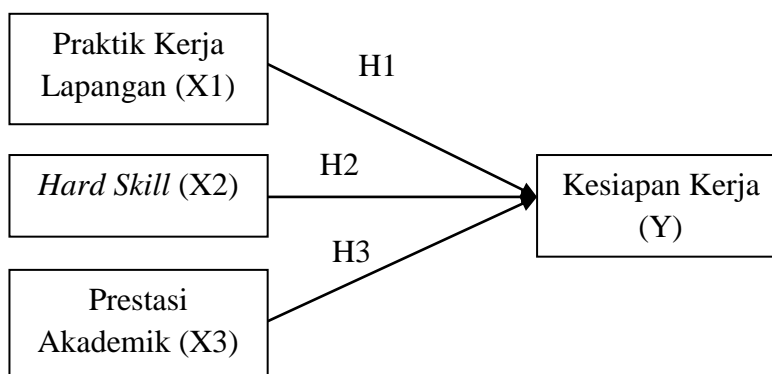 Praktik Kerja
Lapangan (X1)
H1
Hard Skill (X2)
H2
Kesiapan Kerja
(Y)
H3
Prestasi
Akademik (X3)